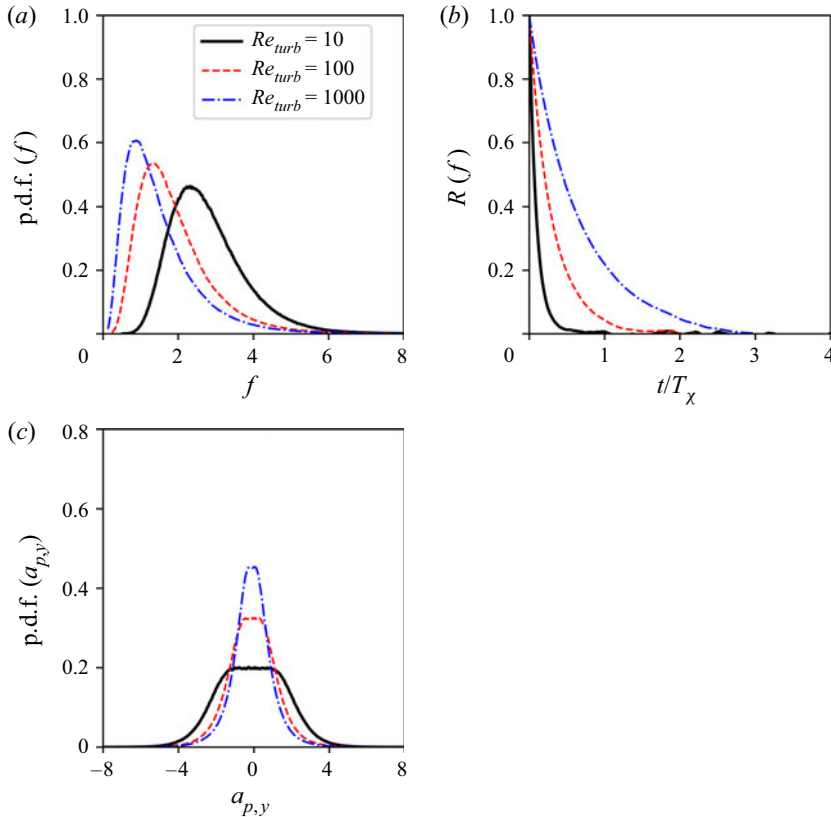 (a)
1.0
0.8
0.6
0.4
0.2
0
2
4
6
8
p.d.f. (f)
f
Re_turb = 10
Re_turb = 100
Re_turb = 1000
(b)
1.0
0.8
0.6
0.4
0.2
0
1
2
3
4
R (f)
t/T_χ
(c)
0.8
0.6
0.4
0.2
0
−8
−4
0
4
8
p.d.f. (a_p,y)
a_p,y